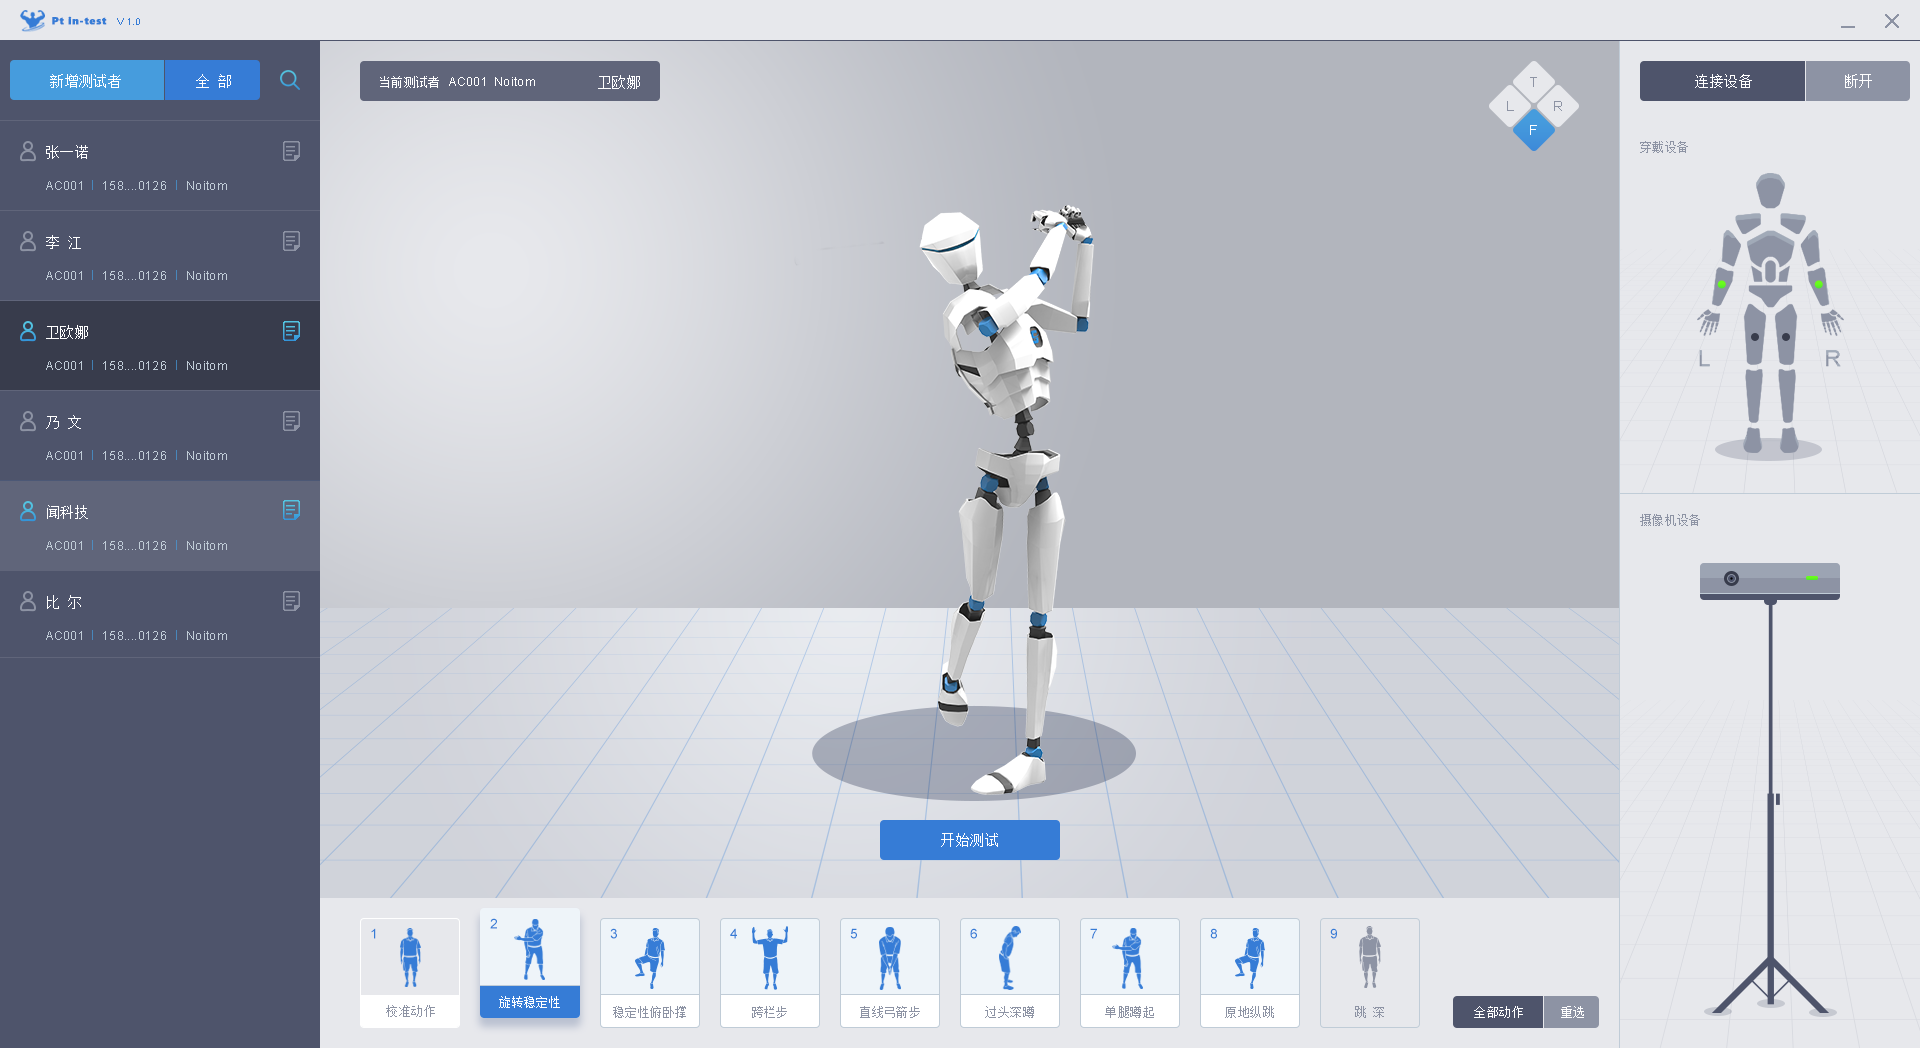 Pt In-test V 1.0
新增测试者
全 部
张一诺
AC001 158....0126 Noitom
李 江
AC001 158....0126 Noitom
卫欧娜
AC001 158....0126 Noitom
乃 文
AC001 158....0126 Noitom
闻科技
AC001 158....0126 Noitom
比 尔
AC001 158....0126 Noitom
当前测试者 AC001 Noitom 卫欧娜
T
L
R
F
开始测试
1
校准动作
2
旋转稳定性
3
稳定性俯卧撑
4
跨栏步
5
直线弓箭步
6
过头深蹲
7
单腿蹲起
8
原地纵跳
9
跳 深
全部动作
重选
连接设备
断开
穿戴设备
L
R
摄像机设备